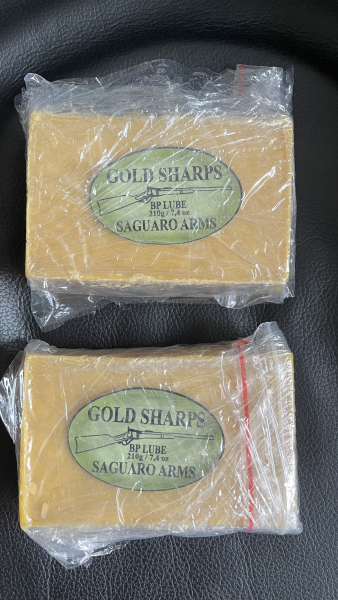 GOLD SHARPS
BP LUBE
210g / 7,4 oz
SAGUARO ARMS
GOLD SHARPS
BP LUBE
210g / 7,4 oz
SAGUARO ARMS